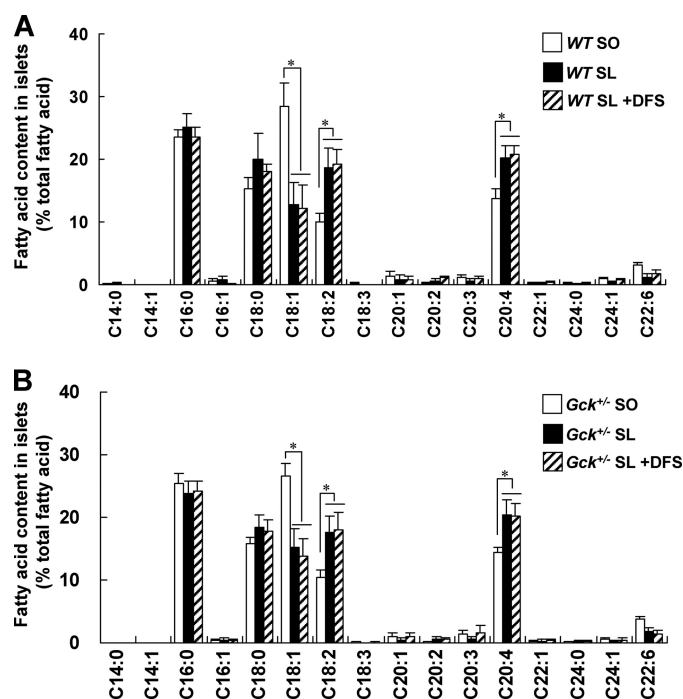 A
Fatty acid content in islets
(% total fatty acid)
40
30
20
10
0
WT SO
WT SL
WT SL +DFS
*
*
*
C14:0
C14:1
C16:0
C16:1
C18:0
C18:1
C18:2
C18:3
C20:1
C20:2
C20:3
C20:4
C22:1
C24:0
C24:1
C22:6
B
Fatty acid content in islets
(% total fatty acid)
40
30
20
10
0
Gck+/- SO
Gck+/- SL
Gck+/- SL +DFS
*
*
*
C14:0
C14:1
C16:0
C16:1
C18:0
C18:1
C18:2
C18:3
C20:1
C20:2
C20:3
C20:4
C22:1
C24:0
C24:1
C22:6